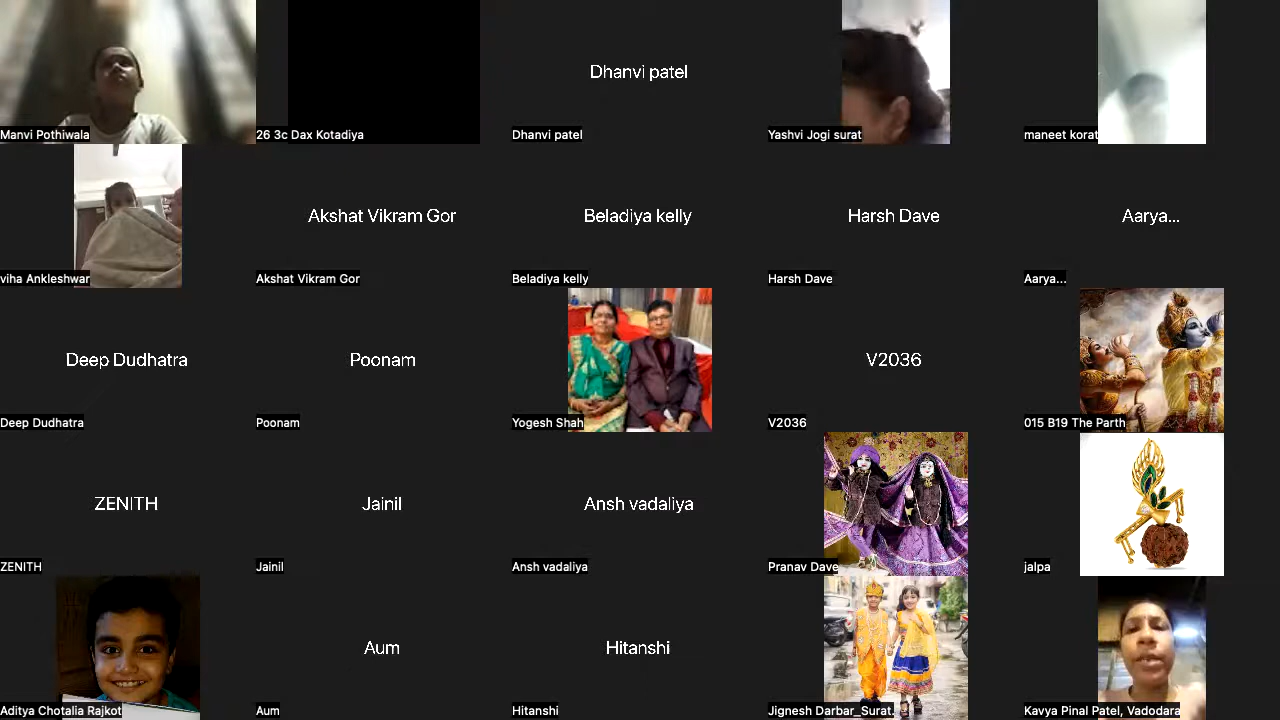 Dhanvi patel
Manvi Pothiwala
26 3c Dax Kotadiya
Dhanvi patel
Yashvi Jogi surat
maneet korat
Akshat Vikram Gor
Beladiya kelly
Harsh Dave
Aarya...
viha Ankleshwar
Akshat Vikram Gor
Beladiya kelly
Harsh Dave
Aarya...
Deep Dudhatra
Poonam
V2036
Deep Dudhatra
Poonam
Yogesh Shah
V2036
015 B19 The Parth
ZENITH
Jainil
Ansh vadaliya
ZENITH
Jainil
Ansh vadaliya
Pranav Dave
jalpa
Aum
Hitanshi
Aditya Chotalia Rajkot
Aum
Hitanshi
Jignesh Darbar_Surat.
Kavya Pinal Patel, Vadodara